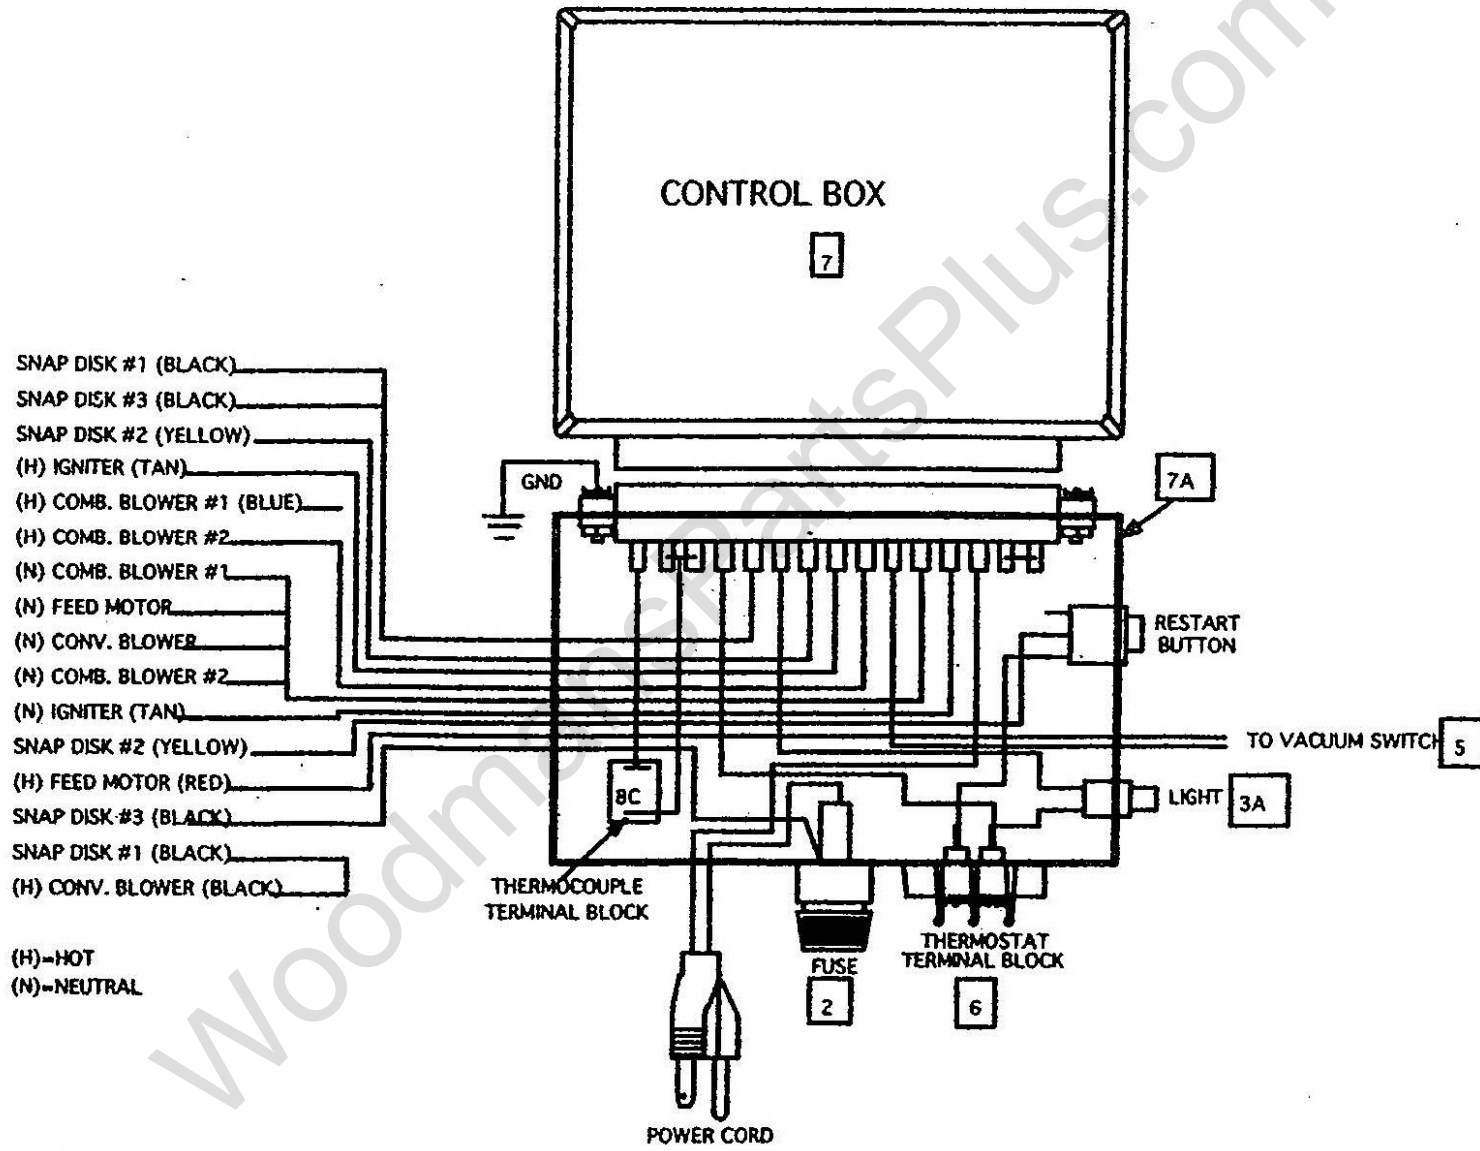 CONTROL BOX
7
SNAP DISK #1 (BLACK)
SNAP DISK #3 (BLACK)
SNAP DISK #2 (YELLOW)
(H) IGNITER (TAN)
(H) COMB. BLOWER #1 (BLUE)
(H) COMB. BLOWER #2
(N) COMB. BLOWER #1
(N) FEED MOTOR
(N) CONV. BLOWER
(N) COMB. BLOWER #2
(N) IGNITER (TAN)
SNAP DISK #2 (YELLOW)
(H) FEED MOTOR (RED)
SNAP DISK #3 (BLACK)
SNAP DISK #1 (BLACK)
(H) CONV. BLOWER (BLACK)
(H)=HOT
(N)=NEUTRAL
GND
7A
RESTART
BUTTON
TO VACUUM SWITCH
5
LIGHT
3A
8C
THERMOCOUPLE
TERMINAL BLOCK
FUSE
2
THERMOSTAT
TERMINAL BLOCK
6
POWER CORD
WoodmansPartsPlus.com